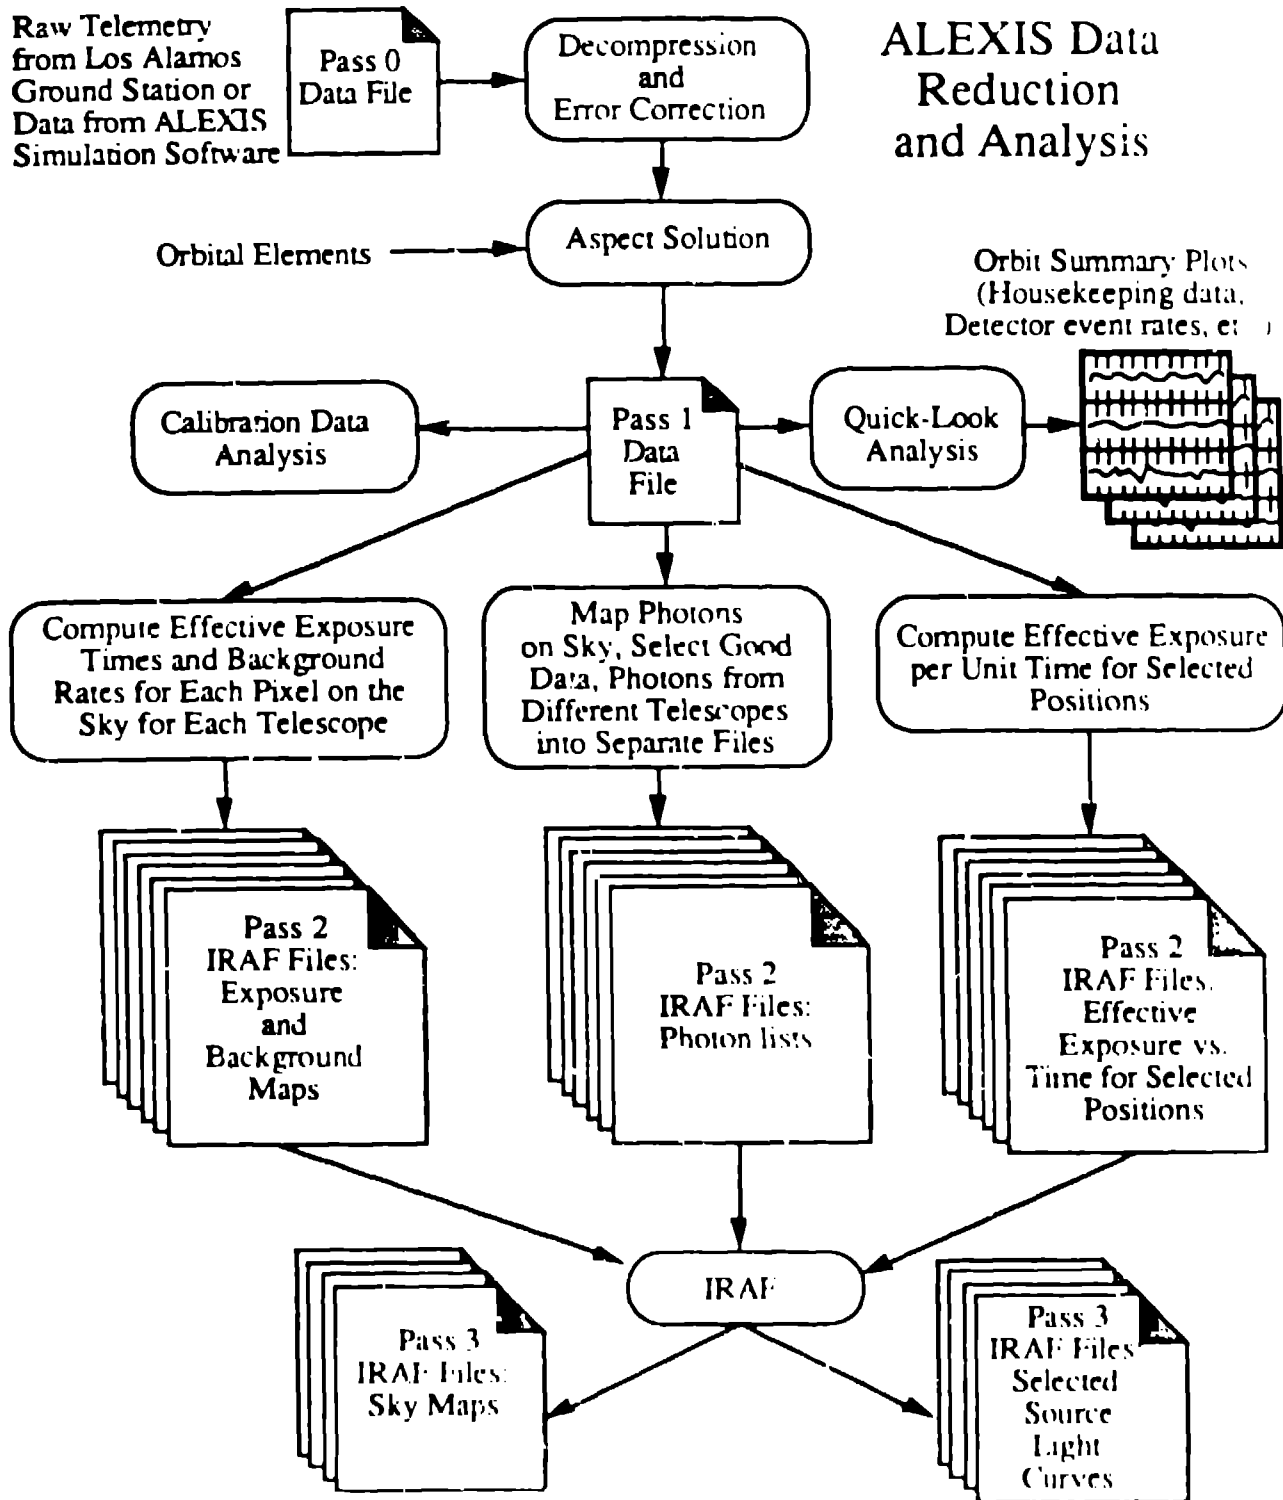 Raw Telemetry
from Los Alamos
Ground Station or
Data from ALEXIS
Simulation Software
Pass 0
Data File
Decompression
and
Error Correction
ALEXIS Data
Reduction
and Analysis
Orbital Elements
Aspect Solution
Orbit Summary Plots
(Housekeeping data,
Detector event rates,
Calibration Data
Analysis
Pass 1
Data
File
Quick-Look
Analysis
Compute Effective Exposure
Times and Background
Rates for Each Pixel on the
Sky for Each Telescope
Map Photons
on Sky, Select Good
Data, Photons from
Different Telescopes
into Separate Files
Compute Effective Exposure
per Unit Time for Selected
Positions
Pass 2
IRAF Files:
Exposure
and
Background
Maps
Pass 2
IRAF Files:
Photon lists
Pass 2
IRAF Files:
Effective
Exposure vs.
Time for Selected
Positions
IRAF
Pass 3
IRAF Files:
Sky Maps
Pass 3
IRAF Files
Selected
Source
Light
Curves